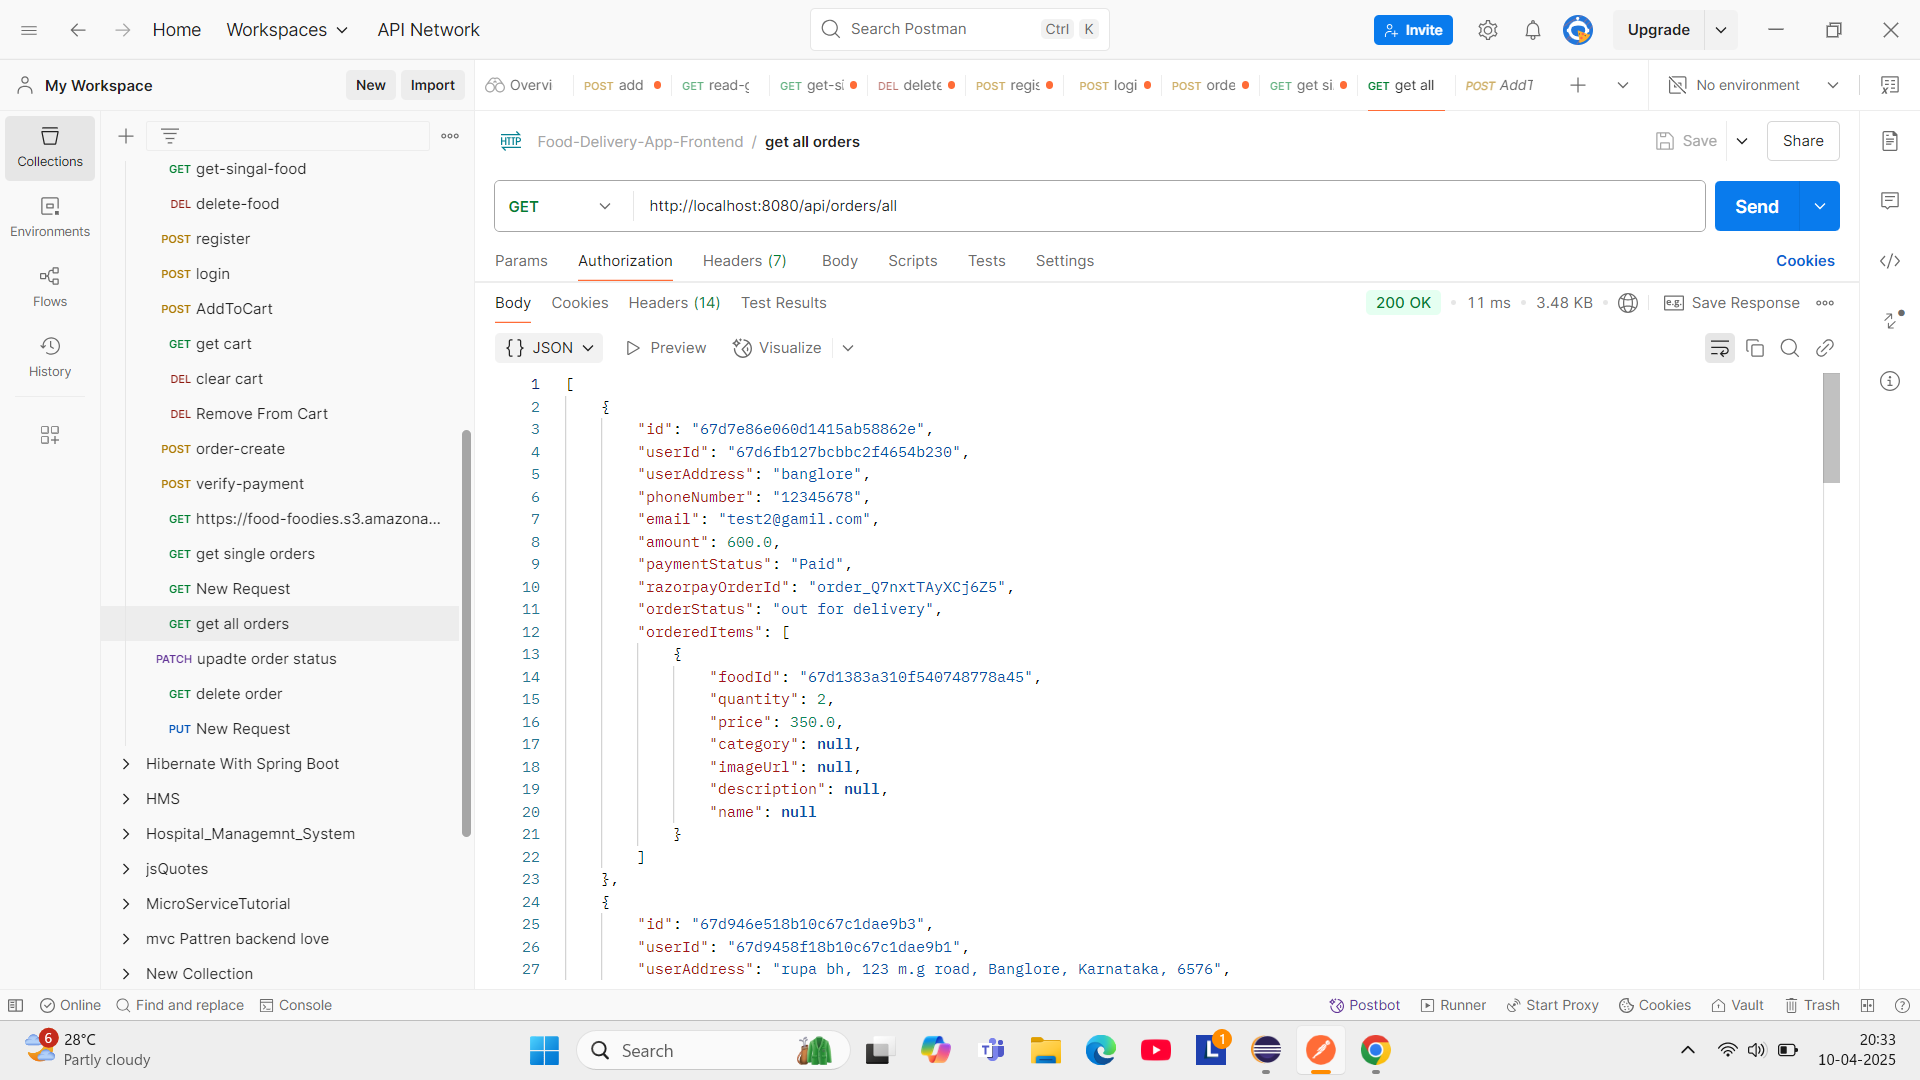 Home
Workspaces
API Network
Search Postman
Ctrl K
Invite
Upgrade
My Workspace
New
Import
Overvi
POST add
GET read-g
GET get-si
DEL delete
POST regis
POST logi
POST orde
GET get si
GET get all
POST AddT
No environment
Collections
Environments
Flows
History
GET get-singal-food
DEL delete-food
POST register
POST login
POST AddToCart
GET get cart
DEL clear cart
DEL Remove From Cart
POST order-create
POST verify-payment
GET https://food-foodies.s3.amazona...
GET get single orders
GET New Request
GET get all orders
PATCH upadte order status
GET delete order
PUT New Request
Hibernate With Spring Boot
HMS
Hospital_Managemnt_System
jsQuotes
MicroServiceTutorial
mvc Pattren backend love
New Collection
HTTP Food-Delivery-App-Frontend / get all orders
Save
Share
GET
http://localhost:8080/api/orders/all
Send
Params Authorization Headers (7) Body Scripts Tests Settings
Cookies
Body Cookies Headers (14) Test Results
200 OK • 11 ms • 3.48 KB
e.g. Save Response
{} JSON
Preview
Visualize
1 [
2 {
3 "id": "67d7e86e060d1415ab58862e",
4 "userId": "67d6fb127bcbbc2f4654b230",
5 "userAddress": "banglore",
6 "phoneNumber": "12345678",
7 "email": "test2@gamil.com",
8 "amount": 600.0,
9 "paymentStatus": "Paid",
10 "razorpayOrderId": "order_Q7nxtTAyXCj6Z5",
11 "orderStatus": "out for delivery",
12 "orderedItems": [
13 {
14 "foodId": "67d1383a310f540748778a45",
15 "quantity": 2,
16 "price": 350.0,
17 "category": null,
18 "imageUrl": null,
19 "description": null,
20 "name": null
21 }
22 ]
23 },
24 {
25 "id": "67d946e518b10c67c1dae9b3",
26 "userId": "67d9458f18b10c67c1dae9b1",
27 "userAddress": "rupa bh, 123 m.g road, Banglore, Karnataka, 6576",
Online
Find and replace
Console
Postbot
Runner
Start Proxy
Cookies
Vault
Trash
6
28°C
Partly cloudy
Search
L
1
20:33
10-04-2025